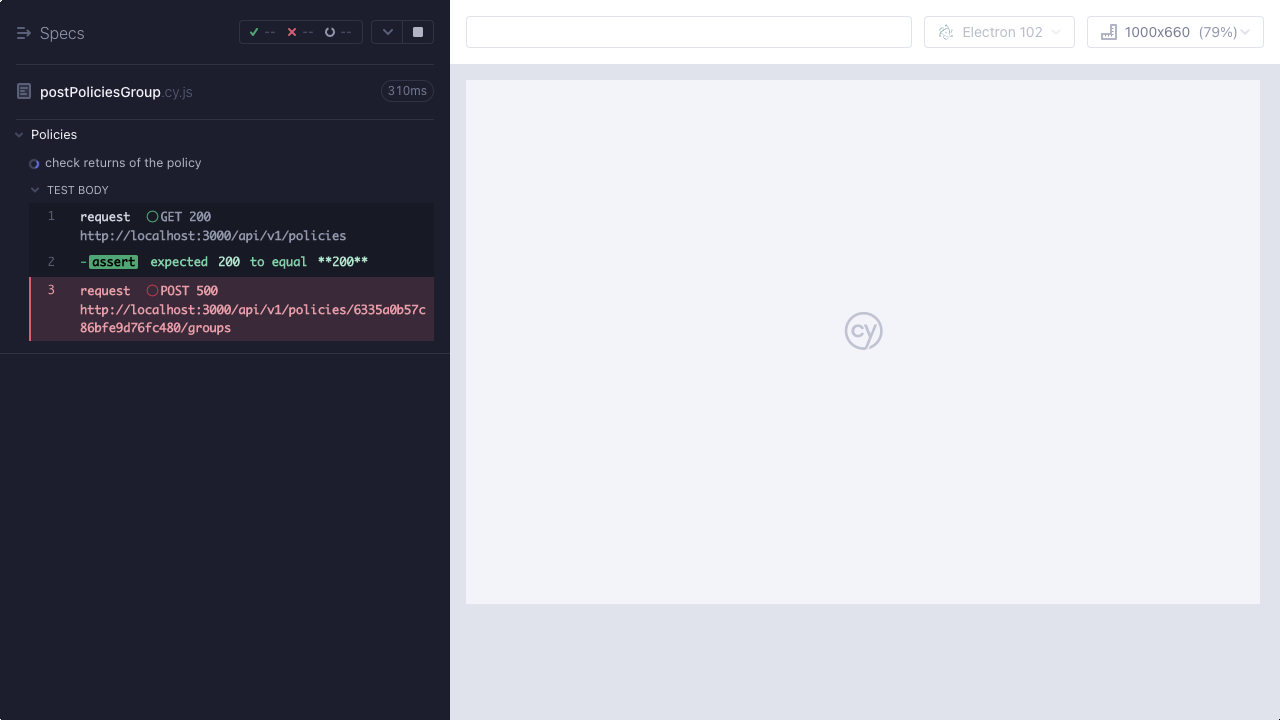 Specs
-- -- --
postPoliciesGroup.cy.js 310ms
Policies
check returns of the policy
TEST BODY
1 request GET 200
http://localhost:3000/api/v1/policies
2 -assert expected 200 to equal **200**
3 request POST 500
http://localhost:3000/api/v1/policies/6335a0b57c
86bfe9d76fc480/groups
Electron 102
1000x660 (79%)
cy